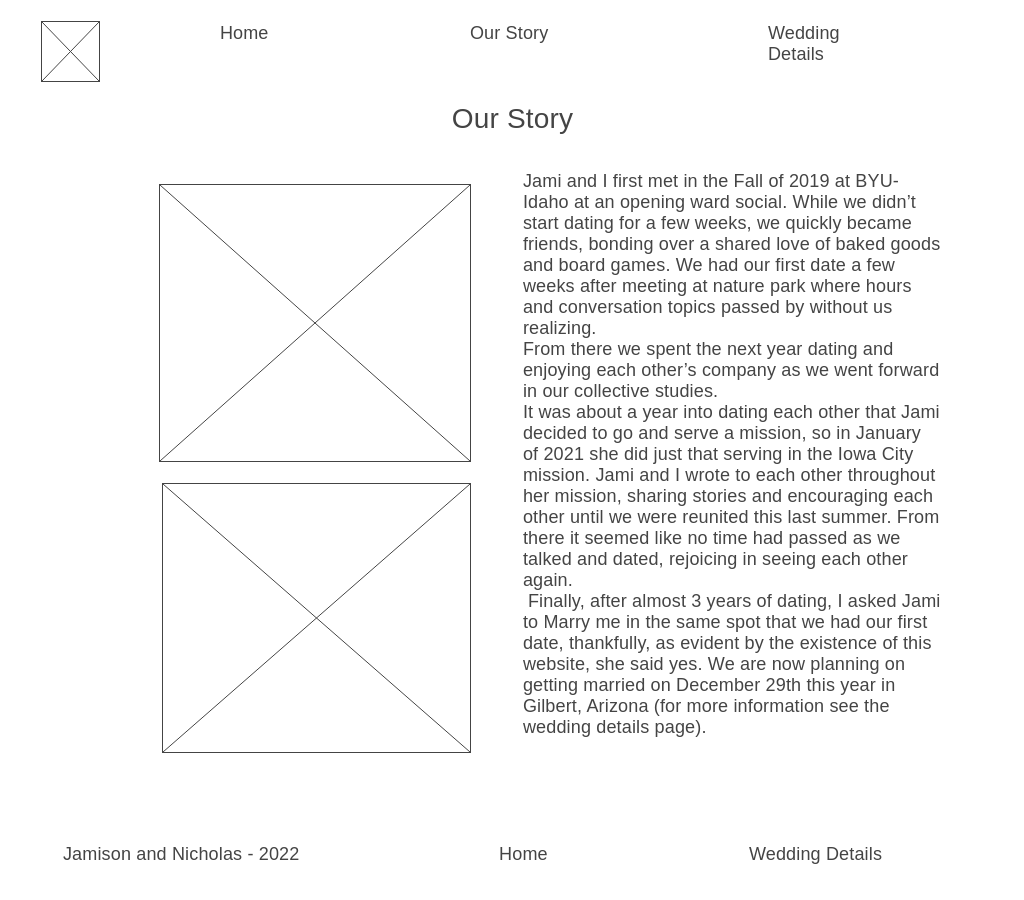 Home
Our Story
Wedding
Details
Our Story
Jami and I first met in the Fall of 2019 at BYU-
Idaho at an opening ward social. While we didn’t
start dating for a few weeks, we quickly became
friends, bonding over a shared love of baked goods
and board games. We had our first date a few
weeks after meeting at nature park where hours
and conversation topics passed by without us
realizing.
From there we spent the next year dating and
enjoying each other’s company as we went forward
in our collective studies.
It was about a year into dating each other that Jami
decided to go and serve a mission, so in January
of 2021 she did just that serving in the Iowa City
mission. Jami and I wrote to each other throughout
her mission, sharing stories and encouraging each
other until we were reunited this last summer. From
there it seemed like no time had passed as we
talked and dated, rejoicing in seeing each other
again.
Finally, after almost 3 years of dating, I asked Jami
to Marry me in the same spot that we had our first
date, thankfully, as evident by the existence of this
website, she said yes. We are now planning on
getting married on December 29th this year in
Gilbert, Arizona (for more information see the
wedding details page).
Jamison and Nicholas - 2022
Home
Wedding Details